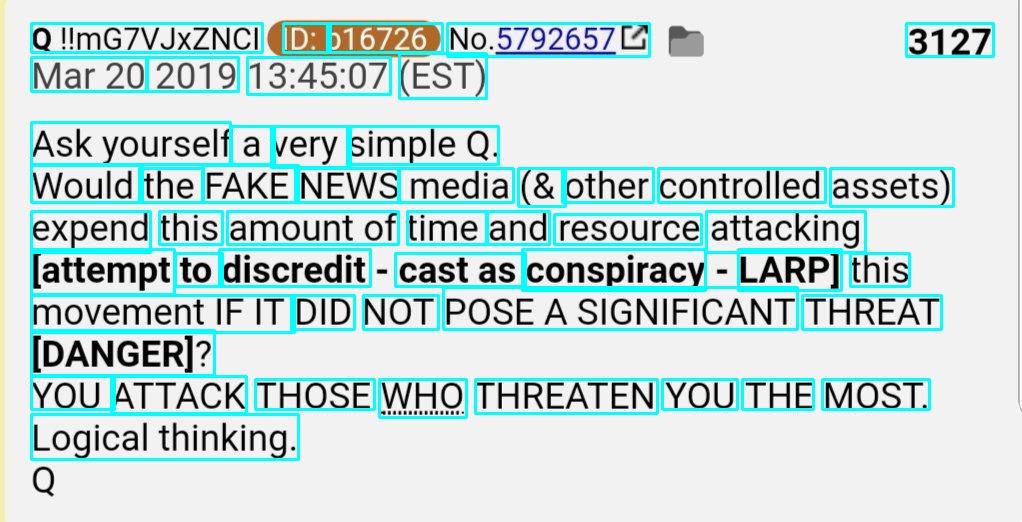 Q !!mG7VJxZNCI ID: b16726 No.5792657 3127
Mar 20 2019 13:45:07 (EST)
Ask yourself a very simple Q.
Would the FAKE NEWS media (& other controlled assets)
expend this amount of time and resource attacking
[attempt to discredit - cast as conspiracy - LARP] this
movement IF IT DID NOT POSE A SIGNIFICANT THREAT
[DANGER]?
YOU ATTACK THOSE WHO THREATEN YOU THE MOST.
Logical thinking.
Q